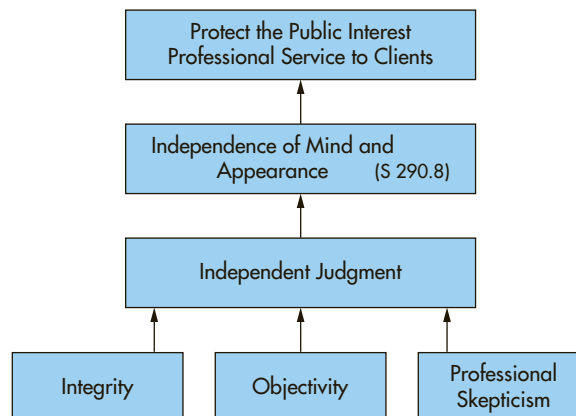 Protect the Public Interest
Professional Service to Clients
Independence of Mind and
Appearance (S 290.8)
Independent Judgment
Integrity
Objectivity
Professional
Skepticism